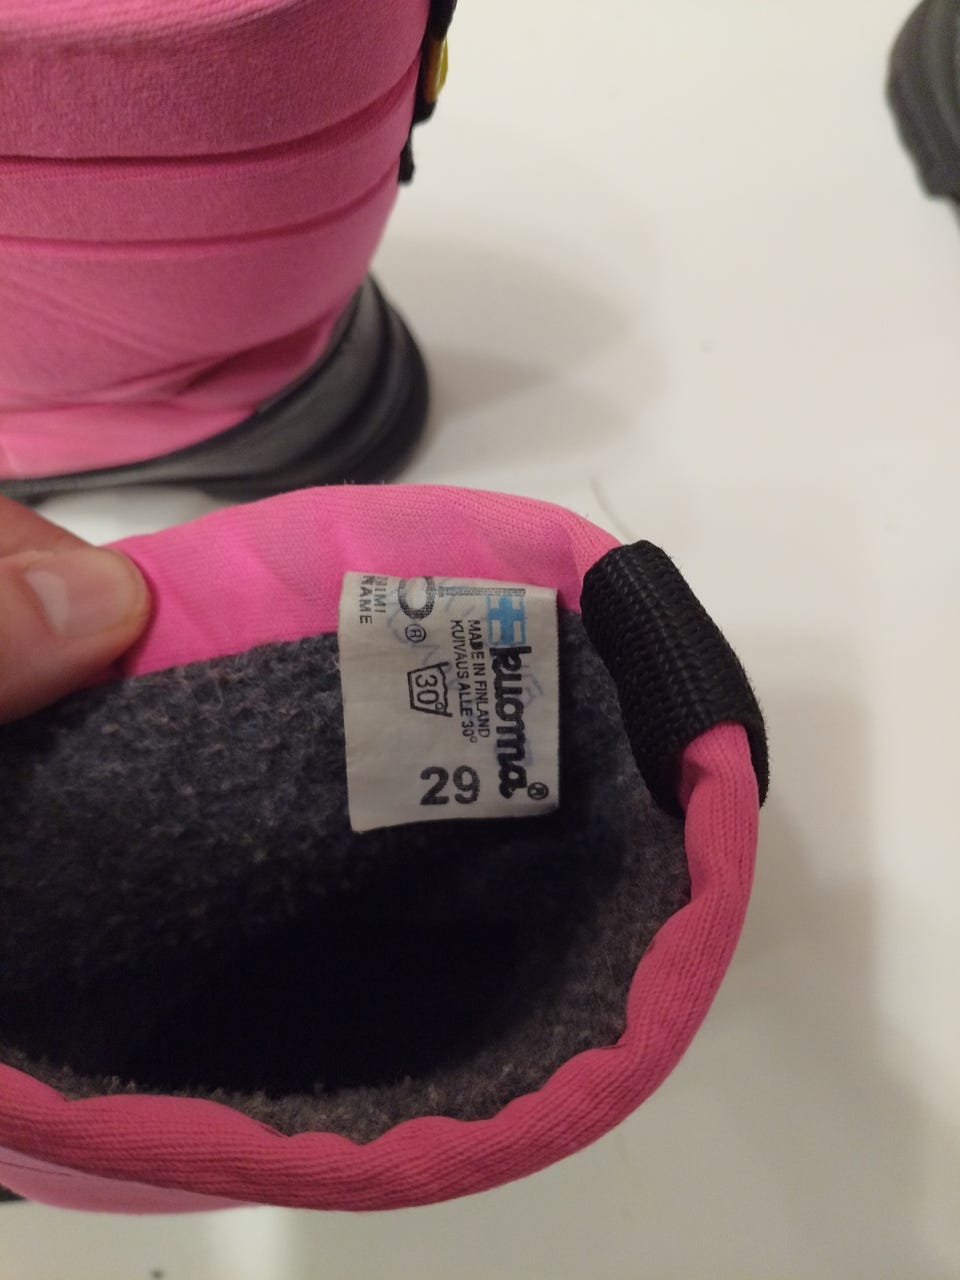 NIMI
NAME
®
30°
MADE IN FINLAND
KUIVAUS ALLE 30°
kuoma®
29